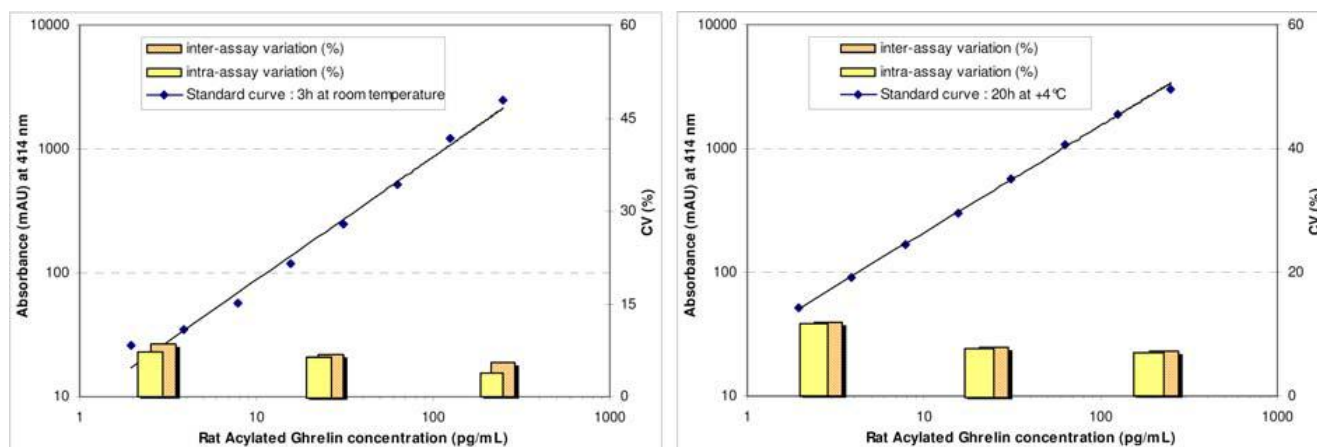 10000
1000
100
10
Absorbance (mAU) at 414 nm
inter-assay variation (%)
intra-assay variation (%)
Standard curve : 3h at room temperature
60
45
30
15
0
CV (%)
1 10 100 1000
Rat Acylated Ghrelin concentration (pg/mL)
10000
1000
100
10
Absorbance (mAU) at 414 nm
inter-assay variation (%)
intra-assay variation (%)
Standard curve : 20h at +4°C
60
40
20
0
CV (%)
1 10 100 1000
Rat Acylated Ghrelin concentration (pg/mL)